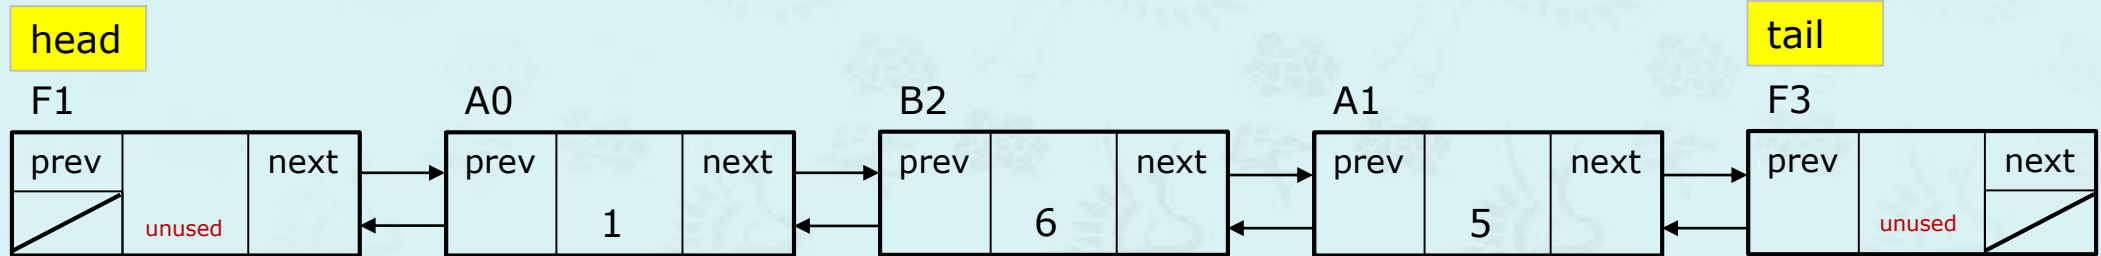 head
tail
F1 A0 B2 A1 F3
prev next prev next prev next prev next prev next
unused 1 6 5 unused